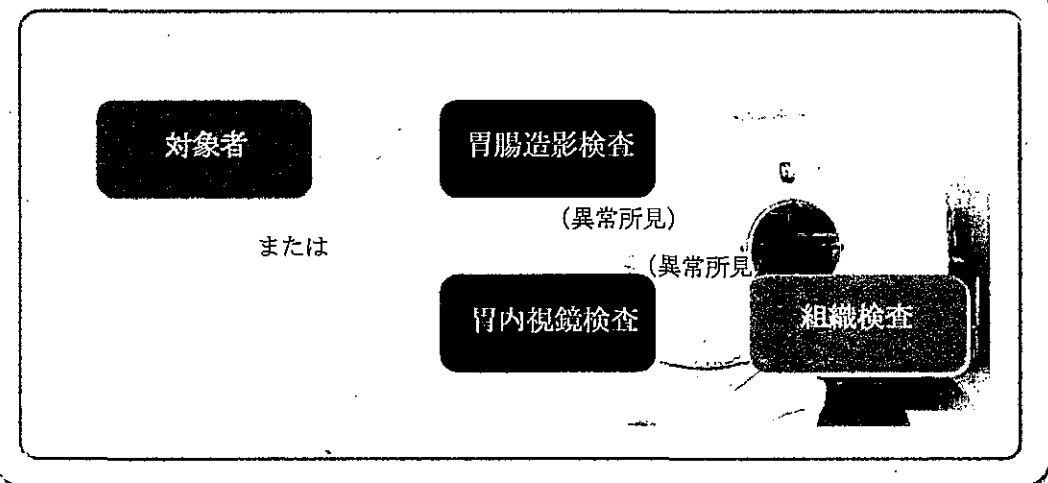 対象者
胃腸造影検査
(異常所見)
または
(異常所見
胃内視鏡検査
組織検査